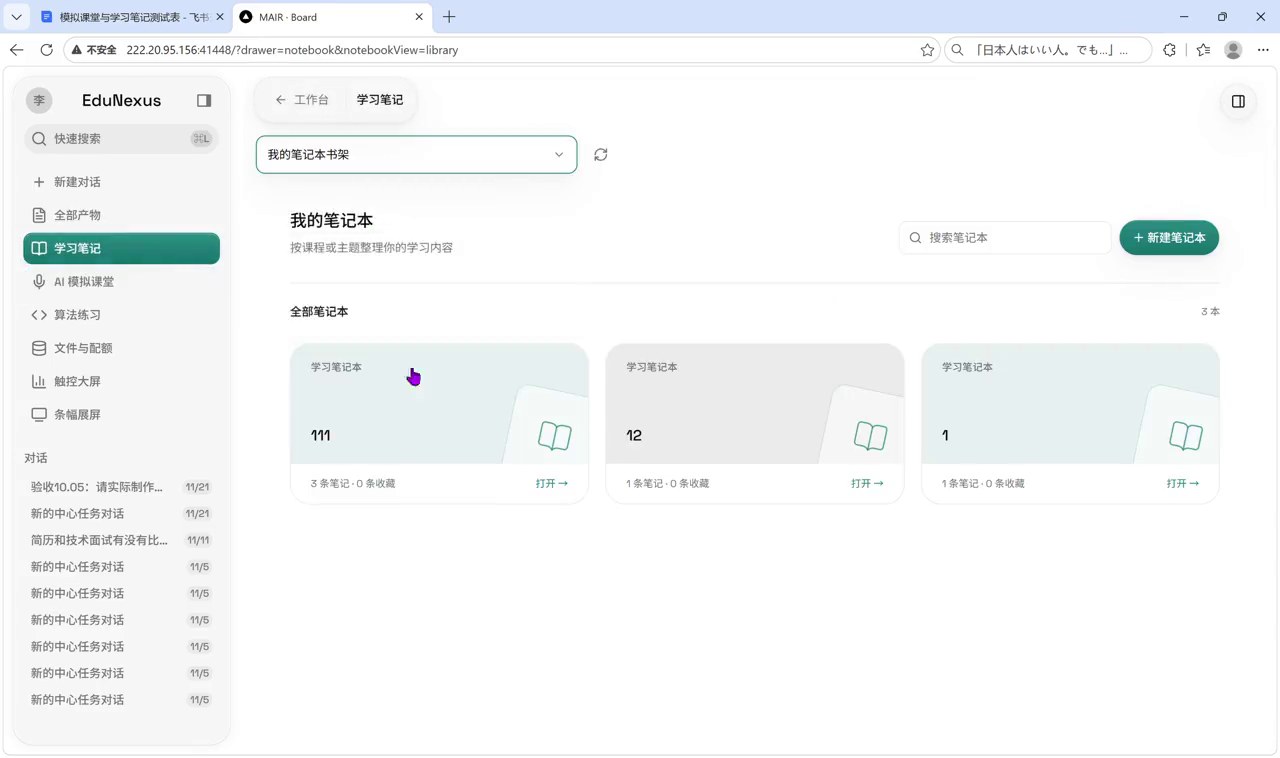 模拟课堂与学习笔记测试表 - 飞书
MAIR · Board
不安全
222.20.95.156:41448/?drawer=notebook&notebookView=library
「日本人はいい人。でも...」...
李
EduNexus
快速搜索
⌘L
新建对话
全部产物
学习笔记
AI 模拟课堂
算法练习
文件与配额
触控大屏
条幅展屏
对话
验收10.05：请实际制作... 11/21
新的中心任务对话 11/21
简历和技术面试有没有比... 11/11
新的中心任务对话 11/5
新的中心任务对话 11/5
新的中心任务对话 11/5
新的中心任务对话 11/5
新的中心任务对话 11/5
新的中心任务对话 11/5
← 工作台
学习笔记
我的笔记本书架
我的笔记本
按课程或主题整理你的学习内容
搜索笔记本
+ 新建笔记本
全部笔记本
3 本
学习笔记本
111
3 条笔记 · 0 条收藏
打开 →
学习笔记本
12
1 条笔记 · 0 条收藏
打开 →
学习笔记本
1
1 条笔记 · 0 条收藏
打开 →